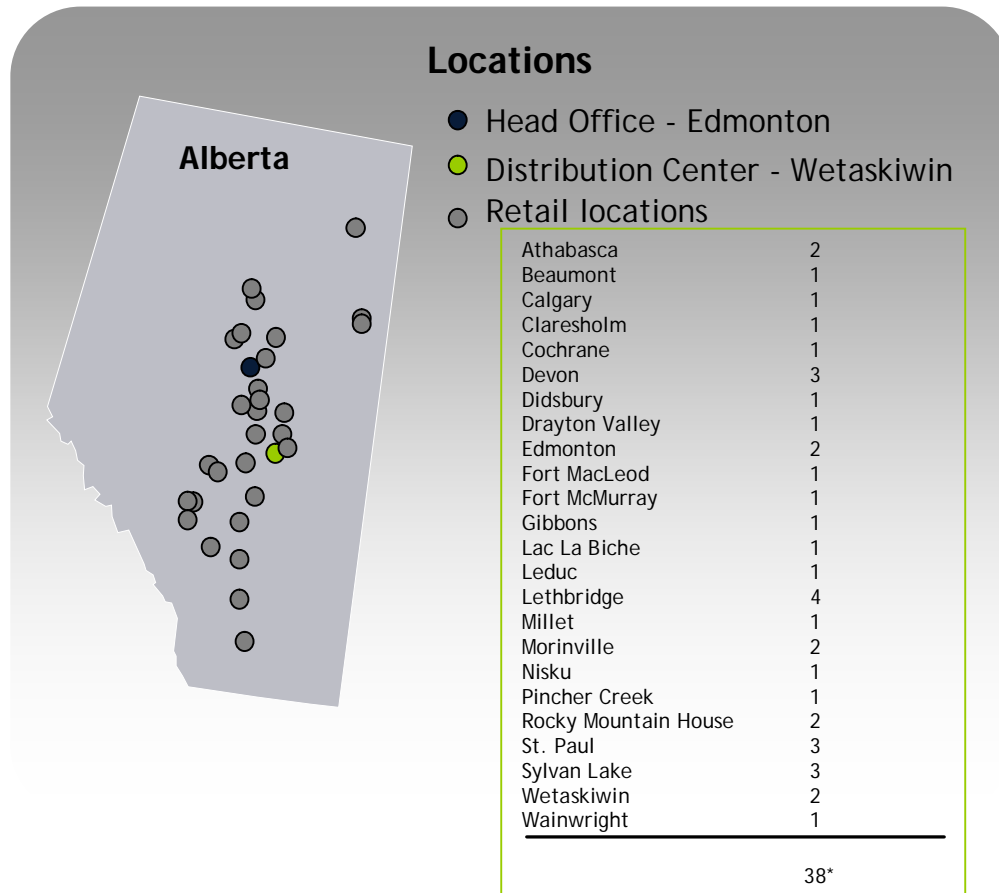 Locations
Alberta
Head Office - Edmonton
Distribution Center - Wetaskiwin
Retail locations
Athabasca 2
Beaumont 1
Calgary 1
Claresholm 1
Cochrane 1
Devon 3
Didsbury 1
Drayton Valley 1
Edmonton 2
Fort MacLeod 1
Fort McMurray 1
Gibbons 1
Lac La Biche 1
Leduc 1
Lethbridge 4
Millet 1
Morinville 2
Nisku 1
Pincher Creek 1
Rocky Mountain House 2
St. Paul 3
Sylvan Lake 3
Wetaskiwin 2
Wainwright 1
38*